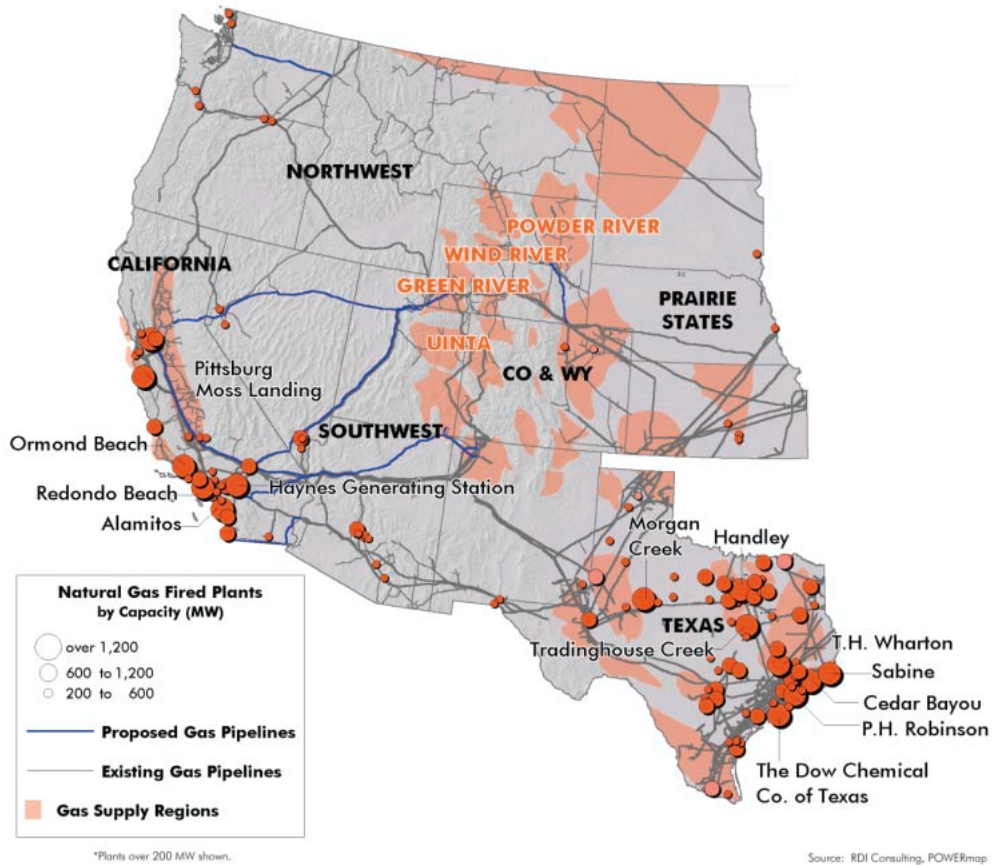 NORTHWEST
POWDER RIVER
WIND RIVER
CALIFORNIA
GREEN RIVER
PRAIRIE
STATES
UINTA
Pittsburg
Moss Landing
CO & WY
SOUTHWEST
Ormond Beach
Redondo Beach
Haynes Generating Station
Alamitos
Morgan
Creek
Handley
TEXAS
Tradinghouse Creek
T.H. Wharton
Sabine
Cedar Bayou
P.H. Robinson
The Dow Chemical
Co. of Texas
Natural Gas Fired Plants
by Capacity (MW)
over 1,200
600 to 1,200
200 to 600
Proposed Gas Pipelines
Existing Gas Pipelines
Gas Supply Regions
*Plants over 200 MW shown.
Source: RDI Consulting, POWERmap